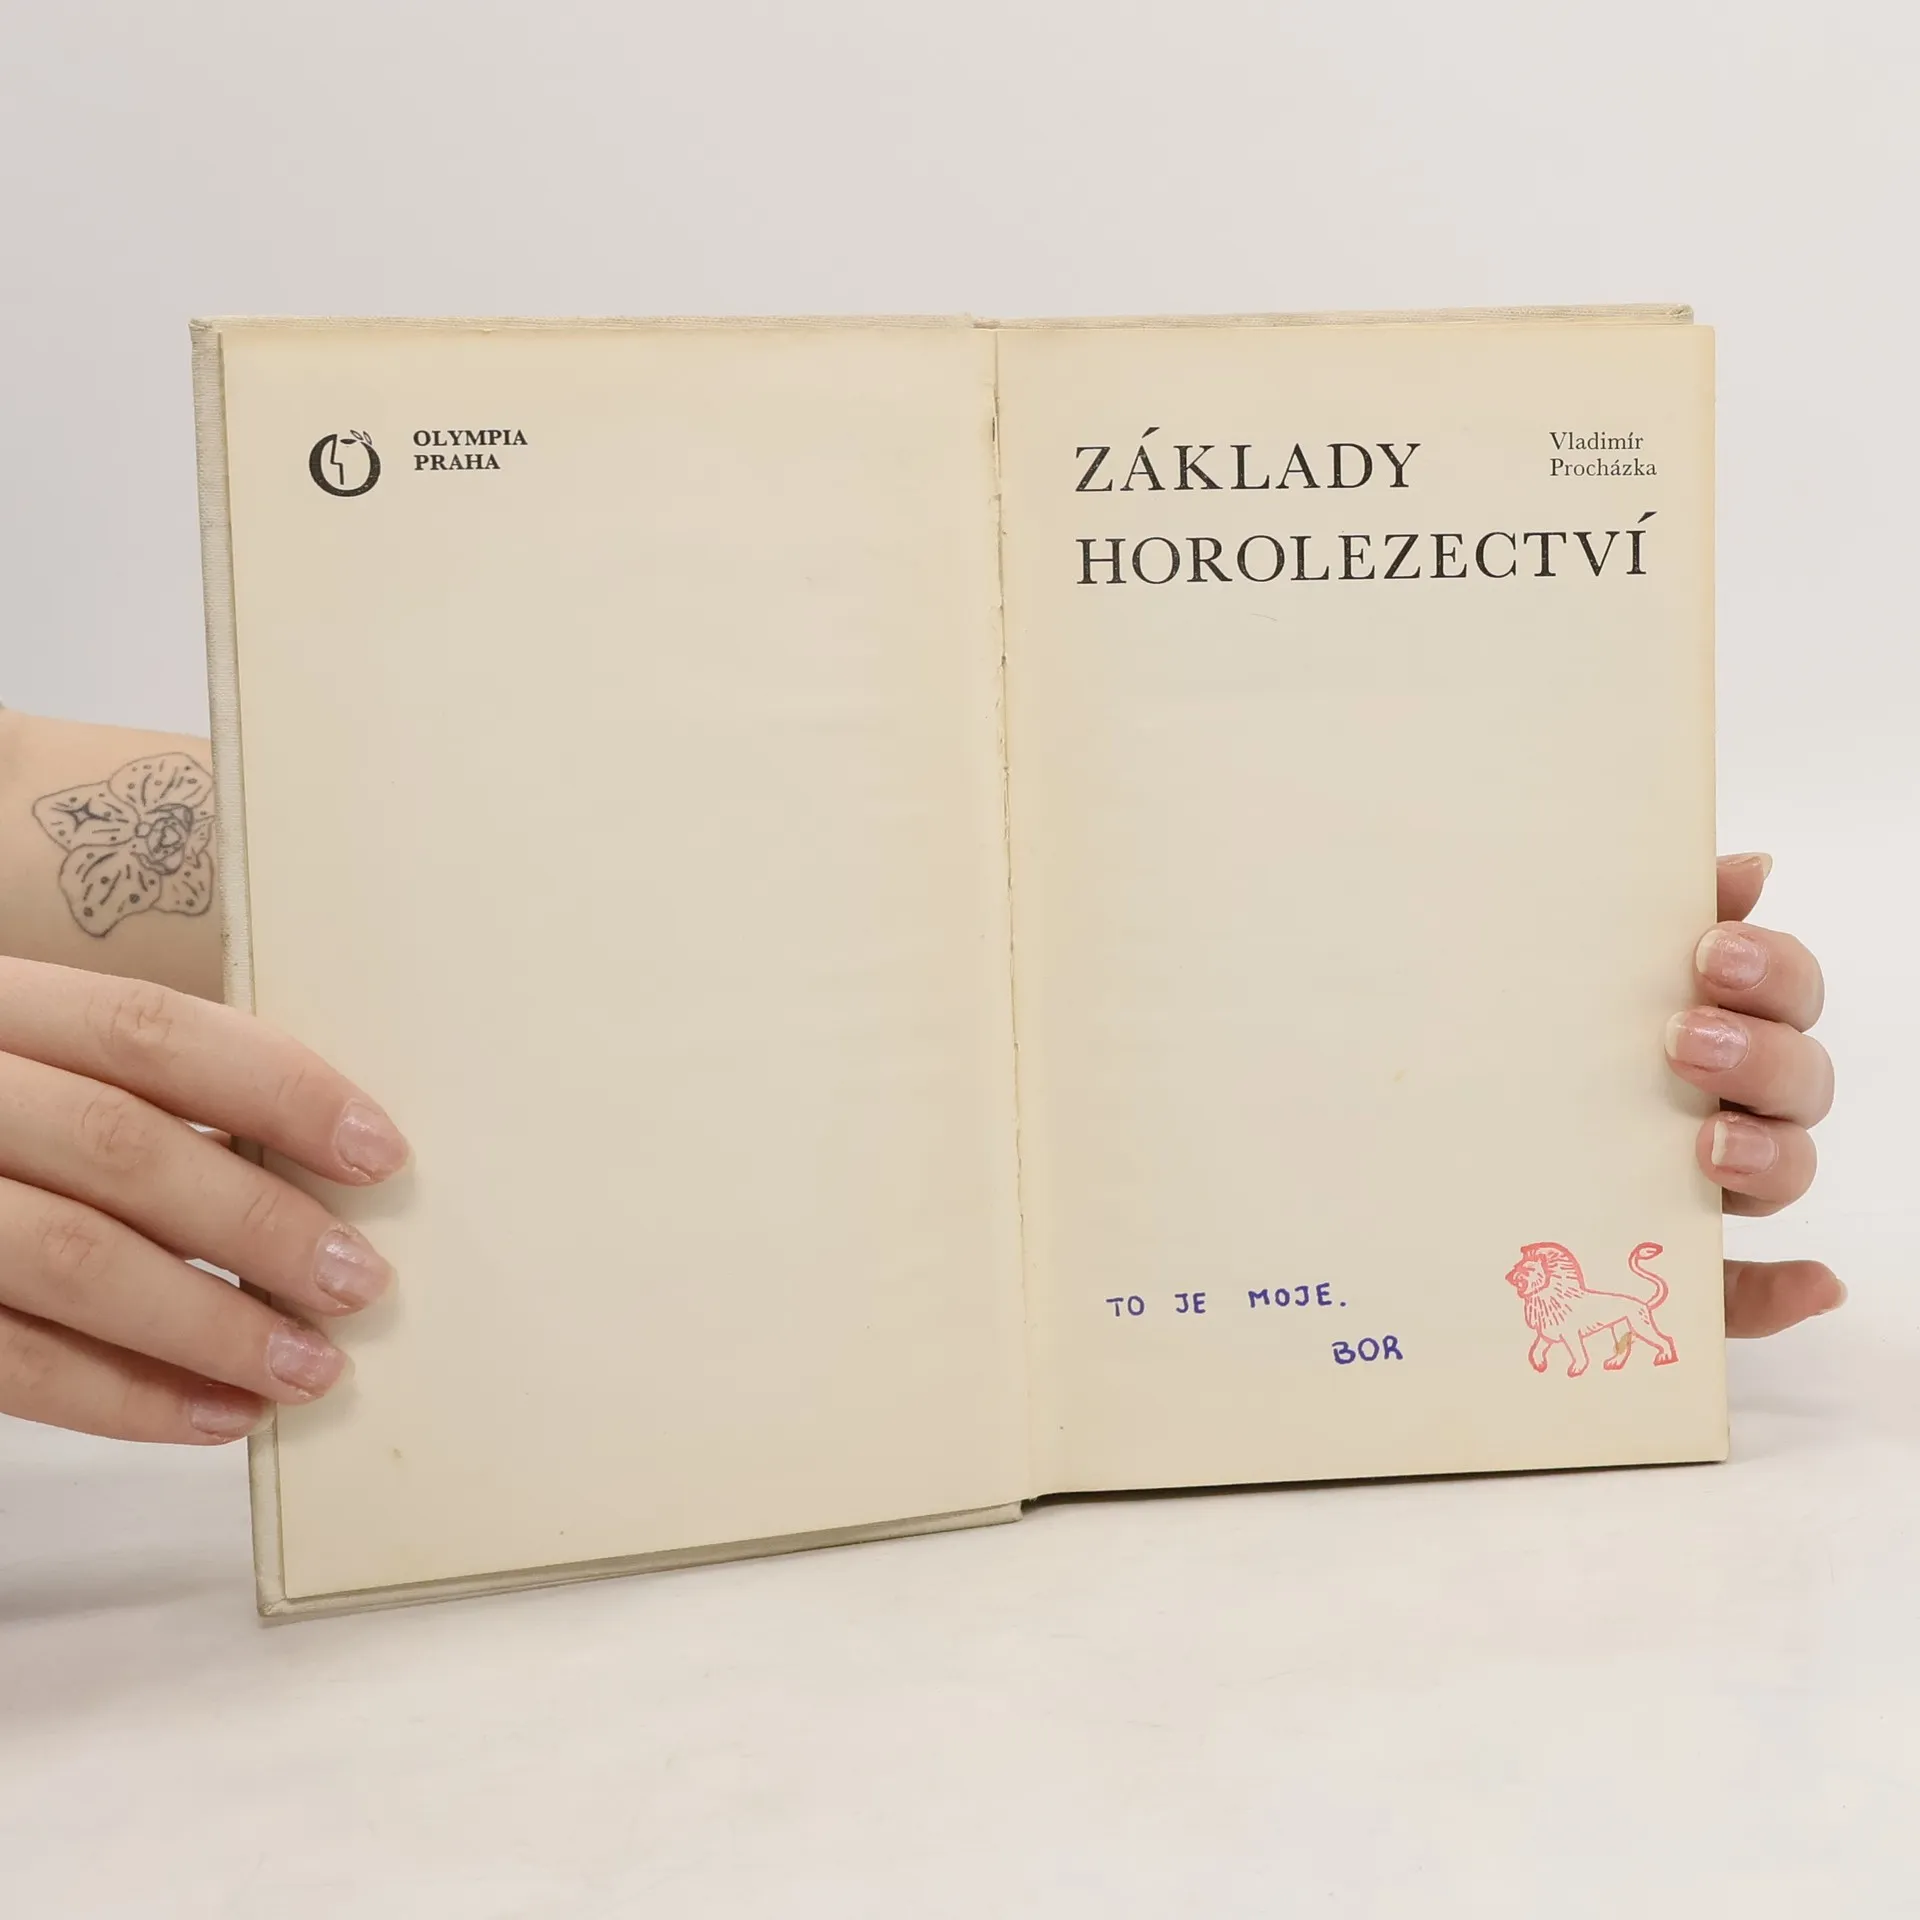 OLYMPIA
PRAHA
ZÁKLADY
HOROLEZECTVÍ
Vladimír
Procházka
TO JE MOJE.
BOR